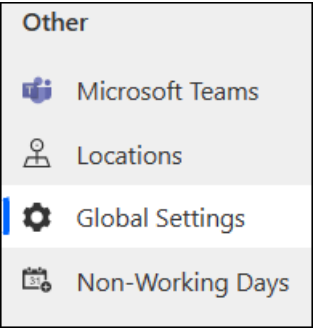 Other
Microsoft Teams
Locations
Global Settings
Non-Working Days